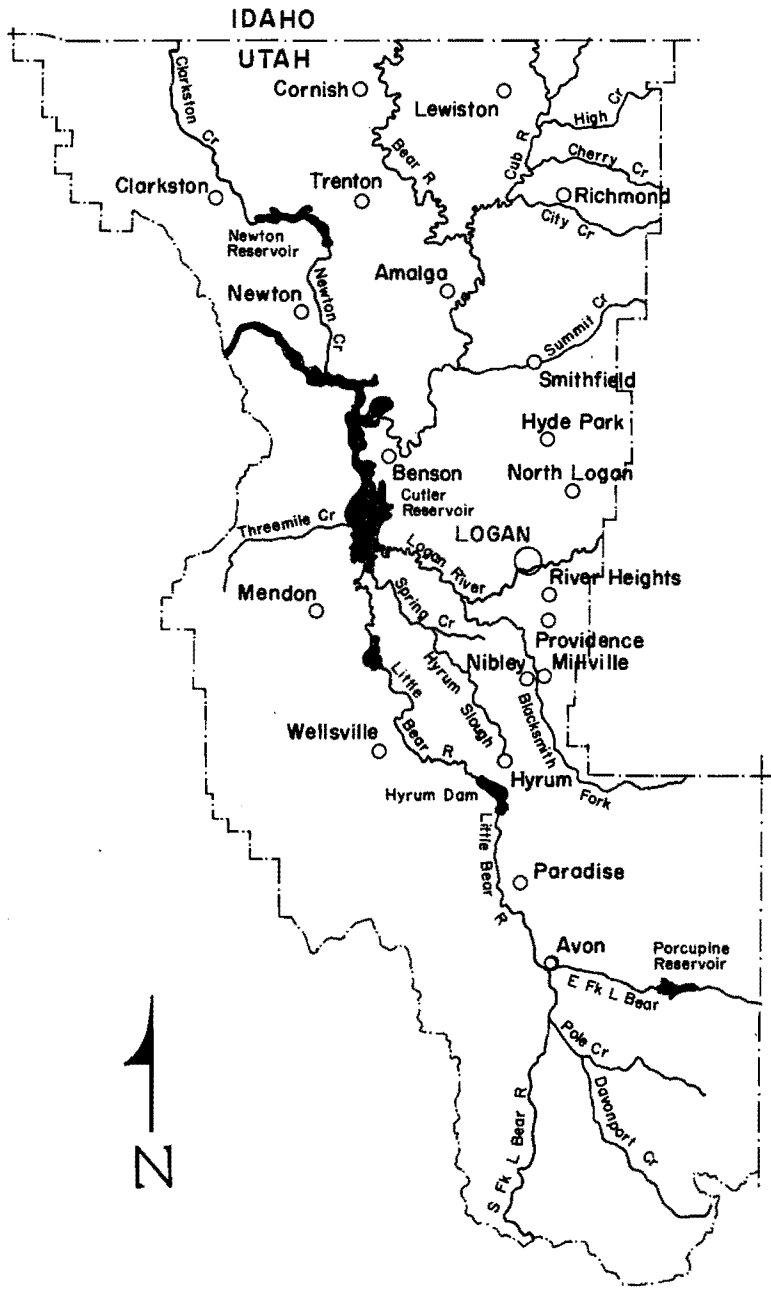 IDAHO
UTAH
Cornish
Lewiston
Clarkston Cr
Bear R
Cub R
High Cr
Cherry Cr
Clarkston
Trenton
Richmond
City Cr
Newton
Reservoir
Amalga
Newton
Newton Cr
Summit Cr
Smithfield
Hyde Park
Benson
North Logan
Cutler
Reservoir
Threemile Cr
LOGAN
Logan River
River Heights
Mendon
Spring Cr
Providence
Nibley
Millville
Little
Bear R
Hyrum Slough
Blacksmith
Fork
Wellsville
Hyrum
Hyrum Dam
Little Bear R
Paradise
Avon
Porcupine
Reservoir
E Fk L Bear
Pole Cr
Davonport Cr
S Fk L Bear R
N